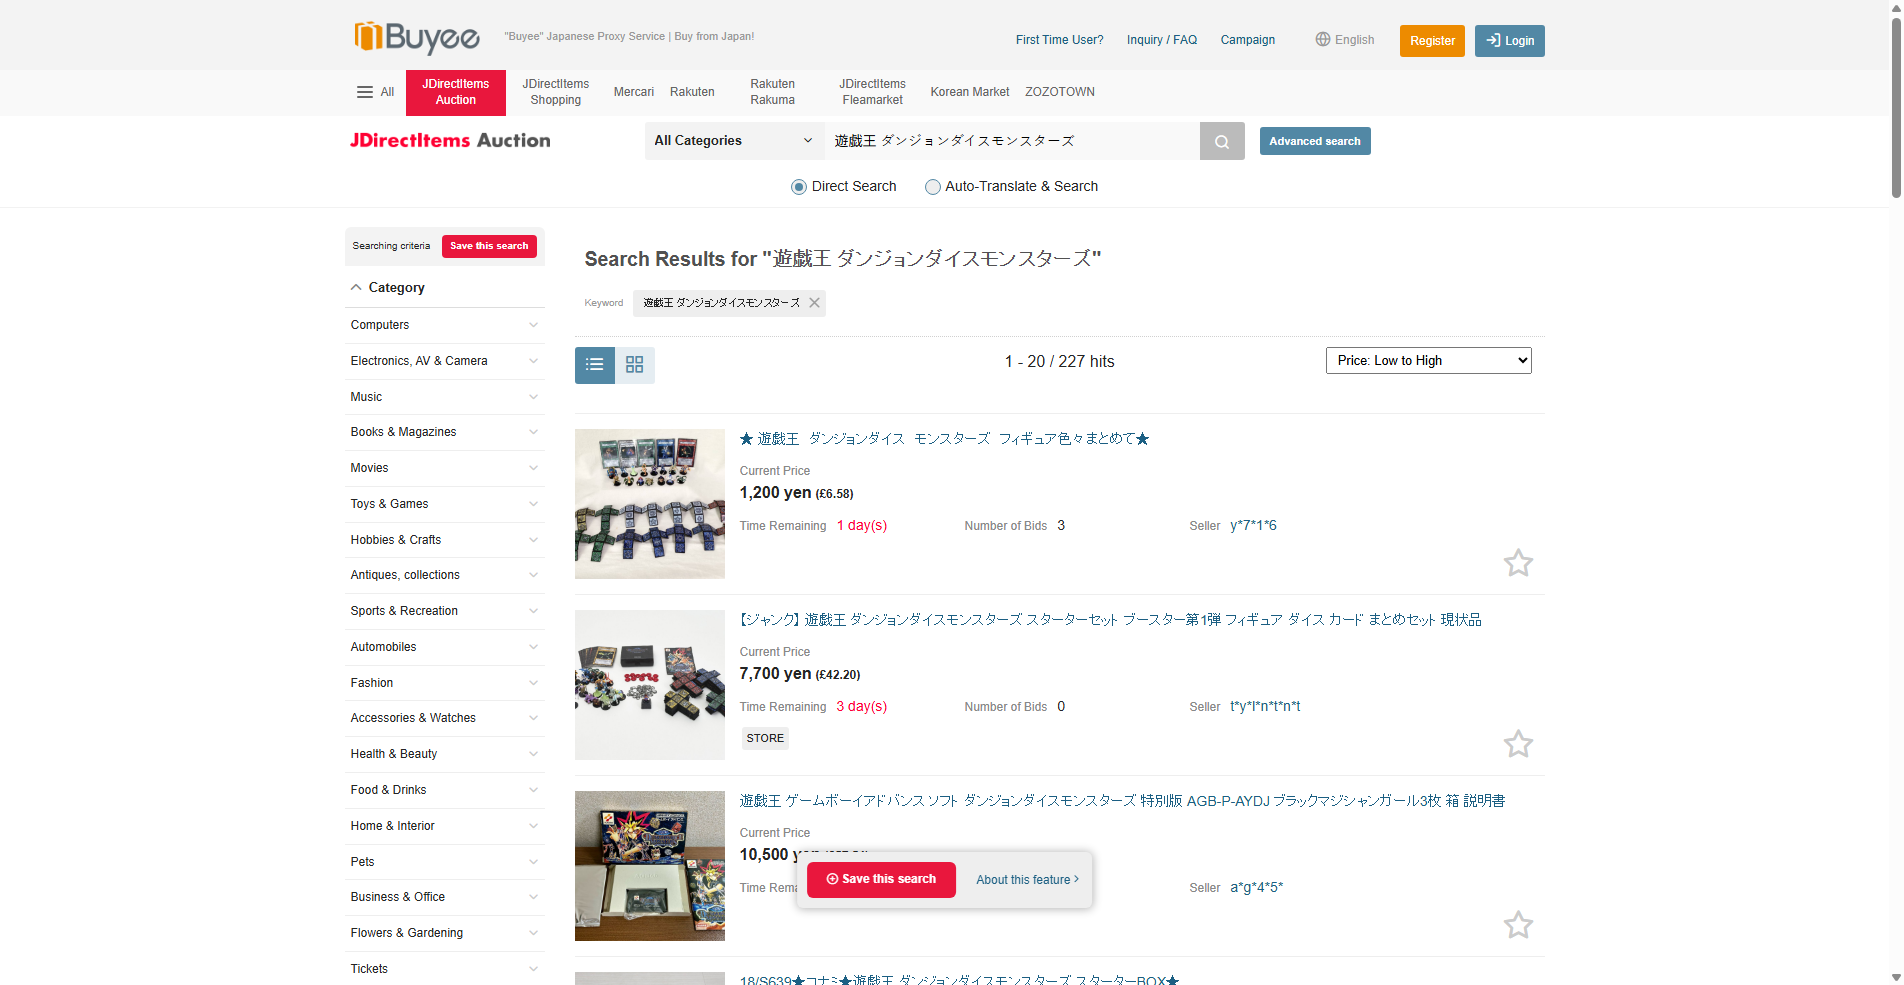 Buyee
"Buyee" Japanese Proxy Service | Buy from Japan!
First Time User?
Inquiry / FAQ
Campaign
English
Register
Login
All
JDirectItems Auction
JDirectItems Shopping
Mercari
Rakuten
Rakuten Rakuma
JDirectItems Fleamarket
Korean Market
ZOZOTOWN
JDirectItems Auction
All Categories
遊戯王 ダンジョンダイスモンスターズ
Advanced search
Direct Search
Auto-Translate & Search
Searching criteria
Save this search
Category
Computers
Electronics, AV & Camera
Music
Books & Magazines
Movies
Toys & Games
Hobbies & Crafts
Antiques, collections
Sports & Recreation
Automobiles
Fashion
Accessories & Watches
Health & Beauty
Food & Drinks
Home & Interior
Pets
Business & Office
Flowers & Gardening
Tickets
Search Results for "遊戯王 ダンジョンダイスモンスターズ"
Keyword
遊戯王 ダンジョンダイスモンスターズ
1 - 20 / 227 hits
Price: Low to High
★ 遊戯王　ダンジョンダイス　モンスターズ　フィギュア色々まとめて★
Current Price
1,200 yen (£6.58)
Time Remaining 1 day(s)
Number of Bids 3
Seller y*7*1*6
【ジャンク】 遊戯王 ダンジョンダイスモンスターズ スターターセット ブースター第1弾 フィギュア ダイス カード まとめセット 現状品
Current Price
7,700 yen (£42.20)
Time Remaining 3 day(s)
Number of Bids 0
Seller t*y*l*n*t*n*t
STORE
遊戯王 ゲームボーイアドバンス ソフト ダンジョンダイスモンスターズ 特別版 AGB-P-AYDJ ブラックマジシャンガール3枚 箱 説明書
Current Price
10,500
Time
Seller a*g*4*5*
Save this search
About this feature
18/S639★コナミ★遊戯王 ダンジョンダイスモンスターズ スターターBOX★